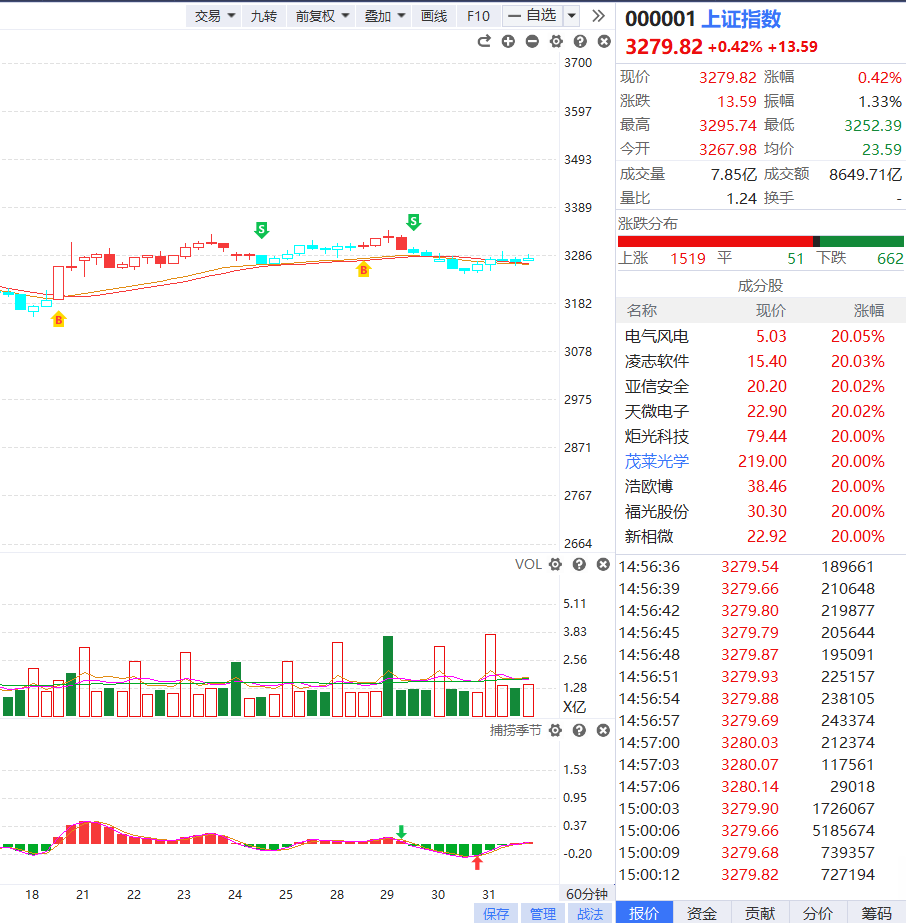 交易 九转 前复权 叠加 画线 F10 一 自选
3700
3597
3493
3389
S
S
3286
B
3182
B
3078
2975
2871
2767
2664
VOL
5.11
3.83
2.56
1.28
X亿
捕捞季节
1.53
0.95
0.37
-0.20
18 21 22 23 24 25 28 29 30 31 60分钟
保存 管理 战法
000001 上证指数
3279.82 +0.42% +13.59
现价 3279.82 涨幅 0.42%
涨跌 13.59 振幅 1.33%
最高 3295.74 最低 3252.39
今开 3267.98 均价 23.59
成交量 7.85亿 成交额 8649.71亿
量比 1.24 换手 -
涨跌分布
上涨 1519 平 51 下跌 662
成分股
名称 现价 涨幅
电气风电 5.03 20.05%
凌志软件 15.40 20.03%
亚信安全 20.20 20.02%
天微电子 22.90 20.02%
炬光科技 79.44 20.00%
茂莱光学 219.00 20.00%
浩欧博 38.46 20.00%
福光股份 30.30 20.00%
新相微 22.92 20.00%
14:56:36 3279.54 189661
14:56:39 3279.66 210648
14:56:42 3279.80 219877
14:56:45 3279.79 205644
14:56:48 3279.87 195091
14:56:51 3279.93 225157
14:56:54 3279.88 238105
14:56:57 3279.69 243374
14:57:00 3280.03 212374
14:57:03 3280.07 117561
14:57:06 3280.14 29018
15:00:03 3279.90 1726067
15:00:06 3279.66 5185674
15:00:09 3279.68 739357
15:00:12 3279.82 727194
报价 资金 贡献 分价 筹码